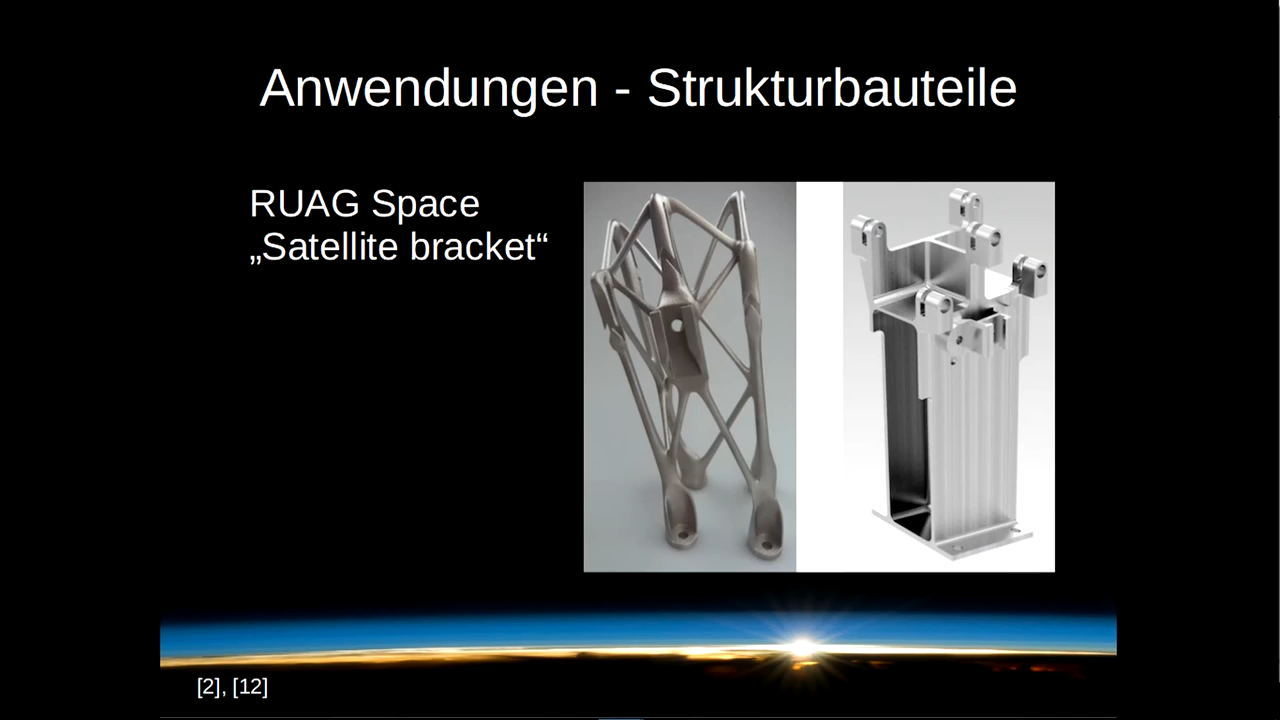 Anwendungen - Strukturbauteile
RUAG Space
„Satellite bracket“
[2], [12]